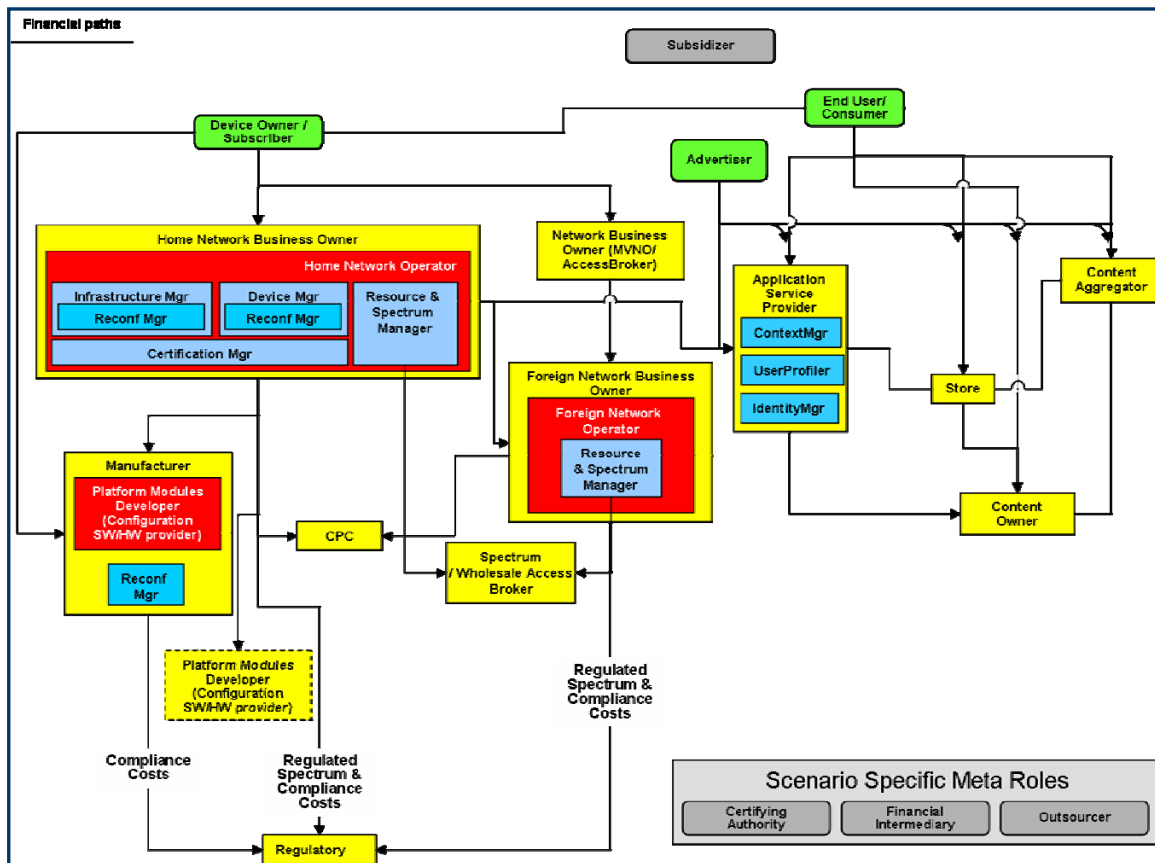 Financial paths
Subsidizer
End User/
Consumer
Device Owner /
Subscriber
Advertiser
Home Network Business Owner
Home Network Operator
Infrastructure Mgr
Reconf Mgr
Device Mgr
Reconf Mgr
Resource &
Spectrum
Manager
Certification Mgr
Network Business
Owner (MVNO/
AccessBroker)
Application
Service
Provider
ContextMgr
UserProfiler
IdentityMgr
Content
Aggregator
Store
Foreign Network Business
Owner
Foreign Network
Operator
Resource
& Spectrum
Manager
Manufacturer
Platform Modules
Developer
(Configuration
SW/HW provider)
Reconf
Mgr
CPC
Spectrum
/ Wholesale Access
Broker
Content
Owner
Platform Modules
Developer
(Configuration
SW/HW provider)
Regulated
Spectrum &
Compliance
Costs
Compliance
Costs
Regulated
Spectrum &
Compliance
Costs
Regulatory
Scenario Specific Meta Roles
Certifying
Authority
Financial
Intermediary
Outsourcer